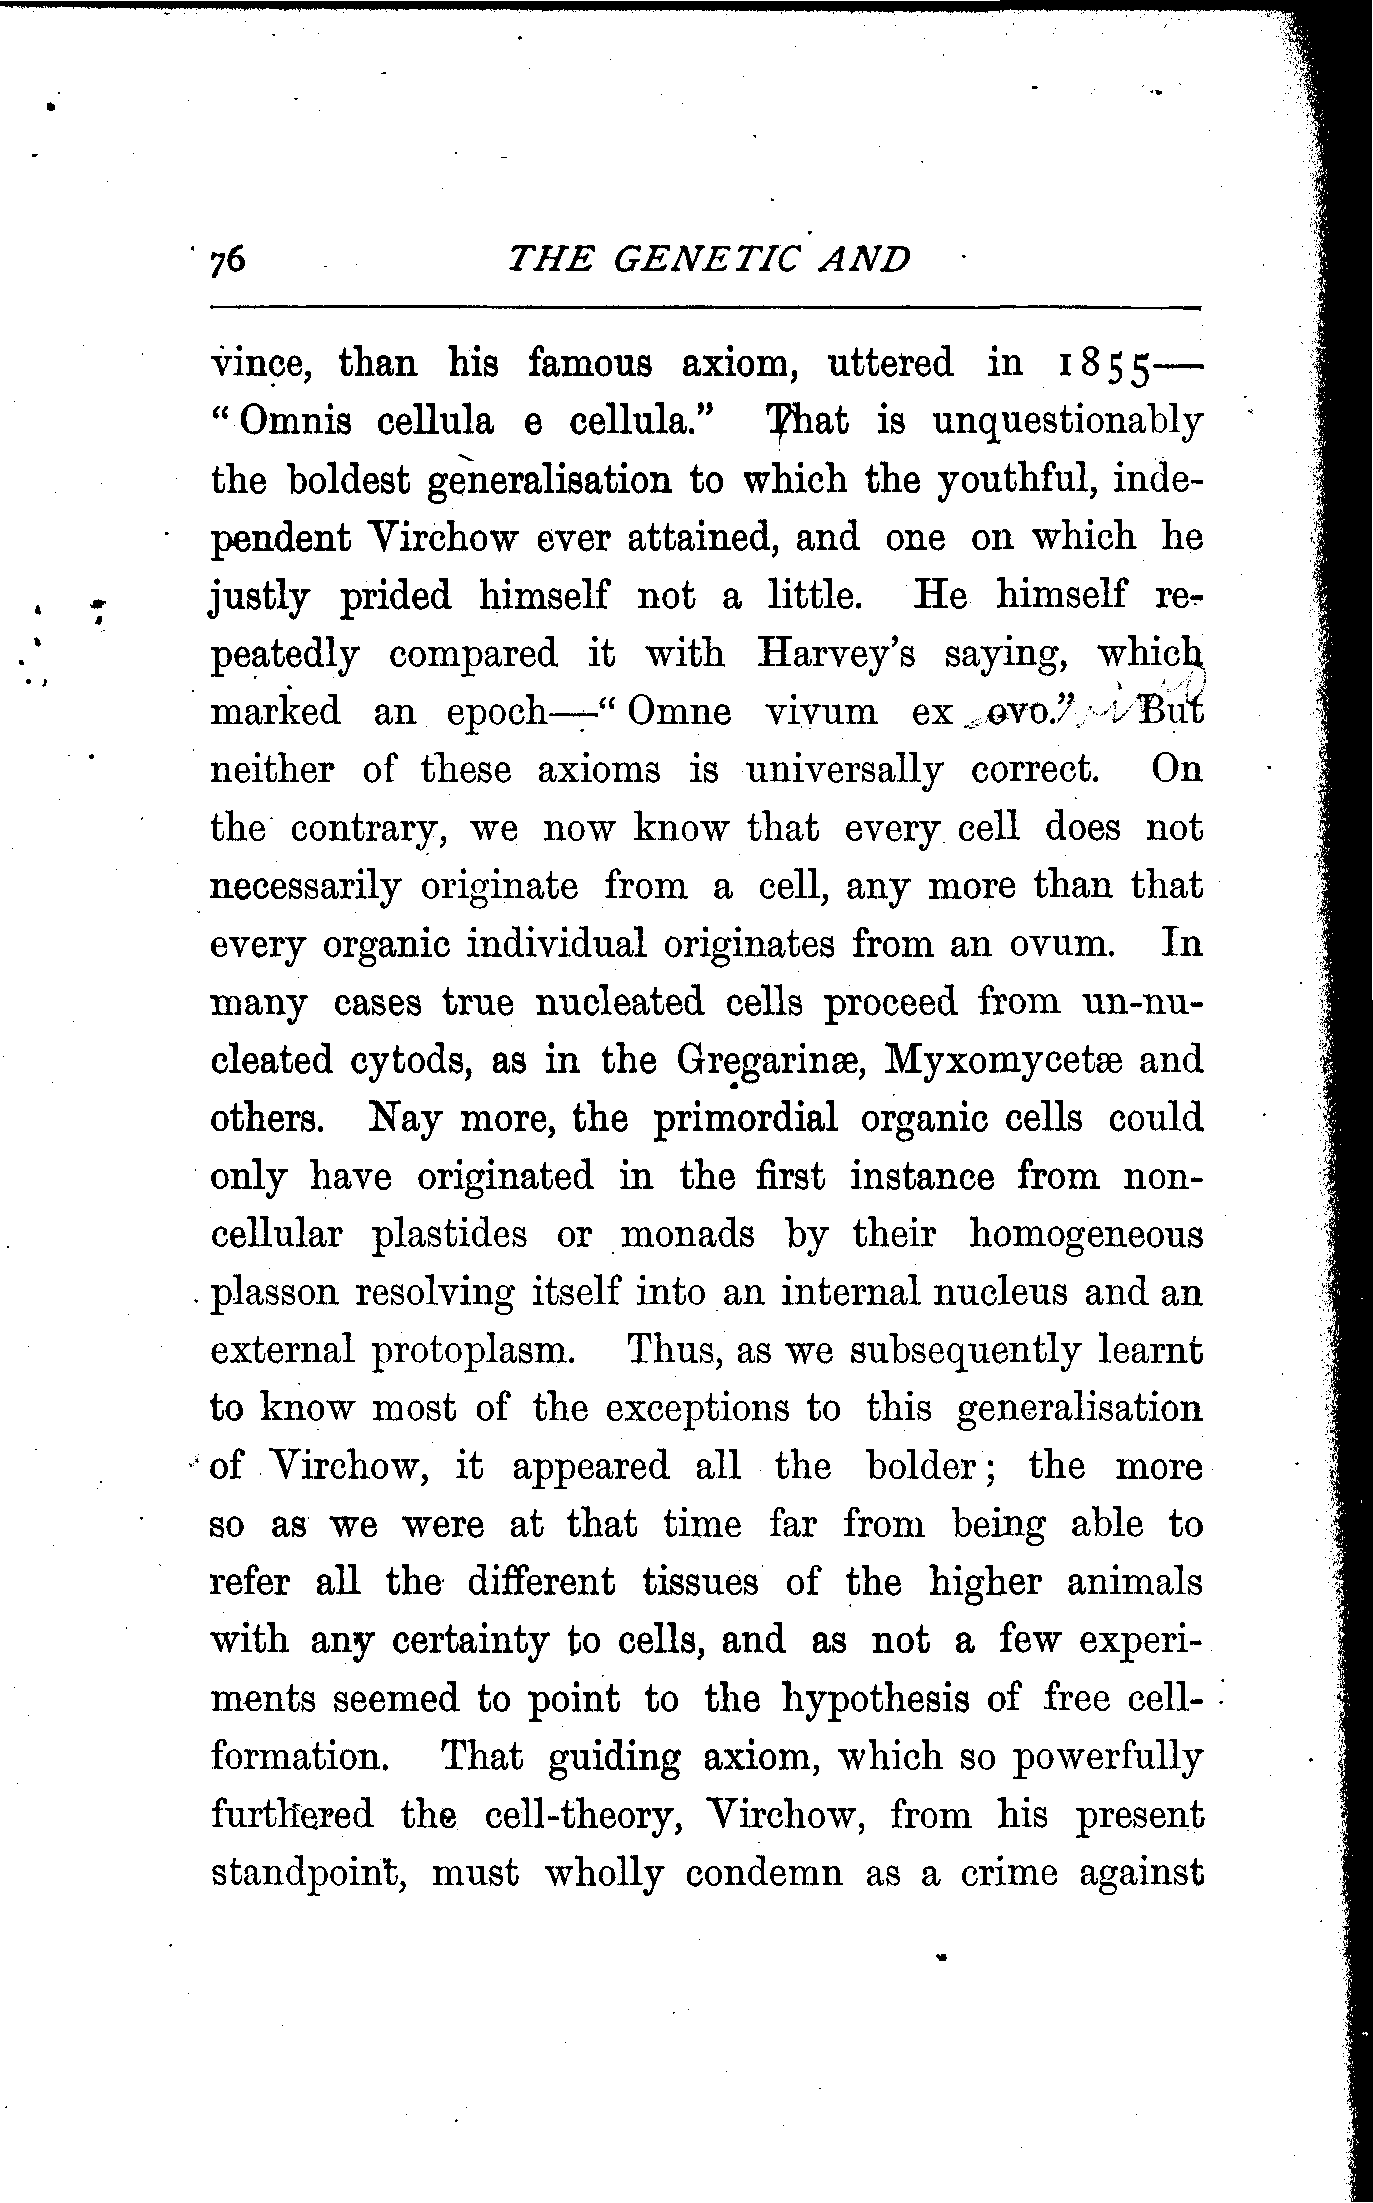 76 THE GENETIC AND
vince, than his famous axiom, uttered in 1855—
“Omnis cellula e cellula.” That is unquestionably
the boldest generalisation to which the youthful, inde-
pendent Virchow ever attained, and one on which he
justly prided himself not a little. He himself re-
peatedly compared it with Harvey's saying, which
marked an epoch—“Omne vivum ex ovo.” But
neither of these axioms is universally correct. On
the contrary, we now know that every cell does not
necessarily originate from a cell, any more than that
every organic individual originates from an ovum. In
many cases true nucleated cells proceed from un-nu-
cleated cytods, as in the Gregarinæ, Myxomycetæ and
others. Nay more, the primordial organic cells could
only have originated in the first instance from non-
cellular plastides or monads by their homogeneous
plasson resolving itself into an internal nucleus and an
external protoplasm. Thus, as we subsequently learnt
to know most of the exceptions to this generalisation
of Virchow, it appeared all the bolder; the more
so as we were at that time far from being able to
refer all the different tissues of the higher animals
with any certainty to cells, and as not a few experi-
ments seemed to point to the hypothesis of free cell-
formation. That guiding axiom, which so powerfully
furthered the cell-theory, Virchow, from his present
standpoint, must wholly condemn as a crime against